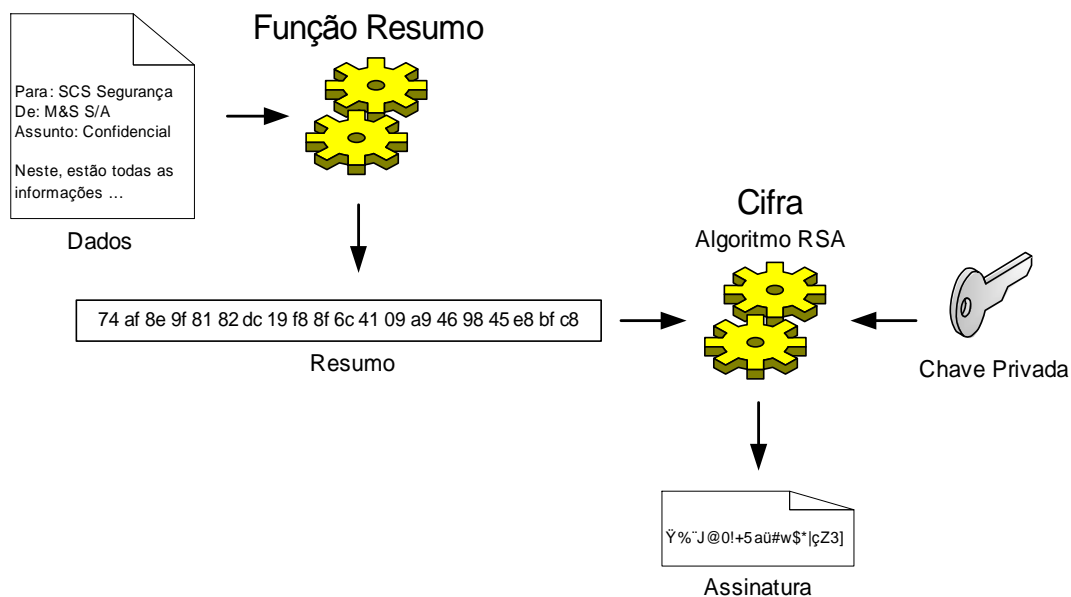 Função Resumo
Para: SCS Segurança
De: M&S S/A
Assunto: Confidencial
Neste, estão todas as
informações ...
Dados
Cifra
Algoritmo RSA
74 af 8e 9f 81 82 dc 19 f8 8f 6c 41 09 a9 46 98 45 e8 bf c8
Resumo
Chave Privada
Ÿ%¨J@0!+5aü#w$*|çZ3]
Assinatura